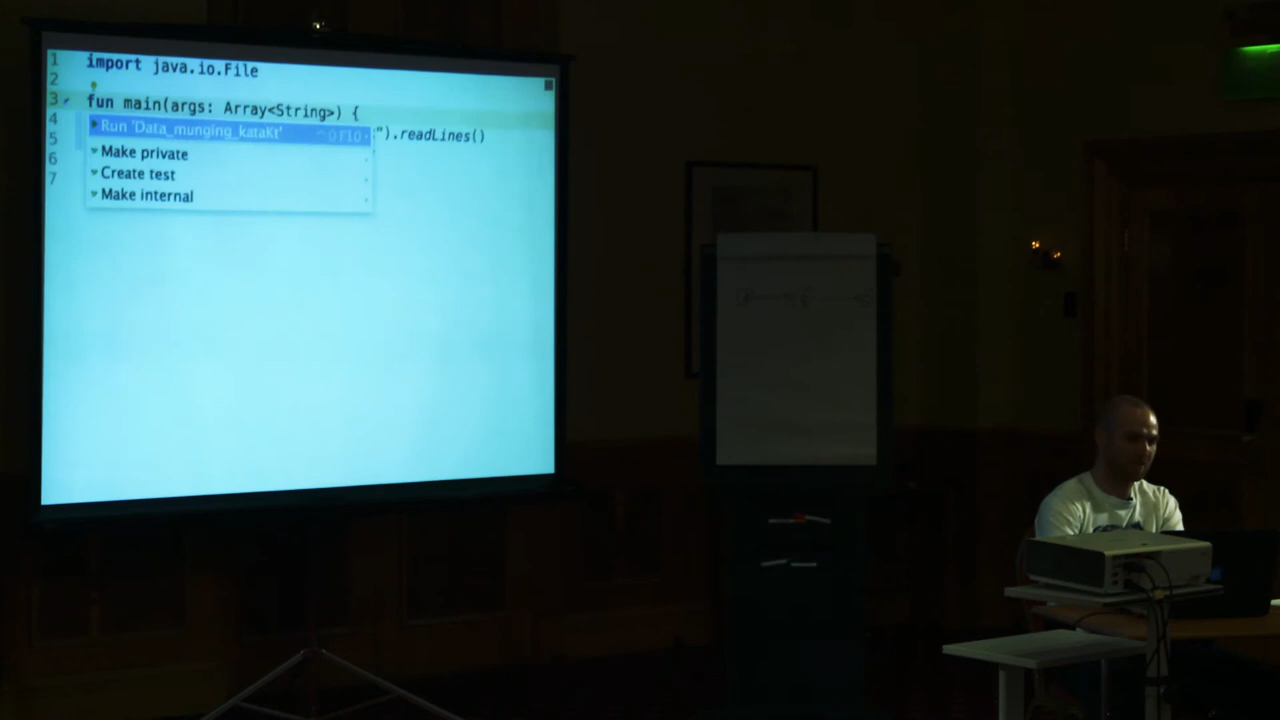 1 import java.io.File
2
3 fun main(args: Array<String>) {
4 Run 'Data_munging_kataKt' ^⇧F10
5 ").readLines()
6 Make private
7 Create test
Make internal